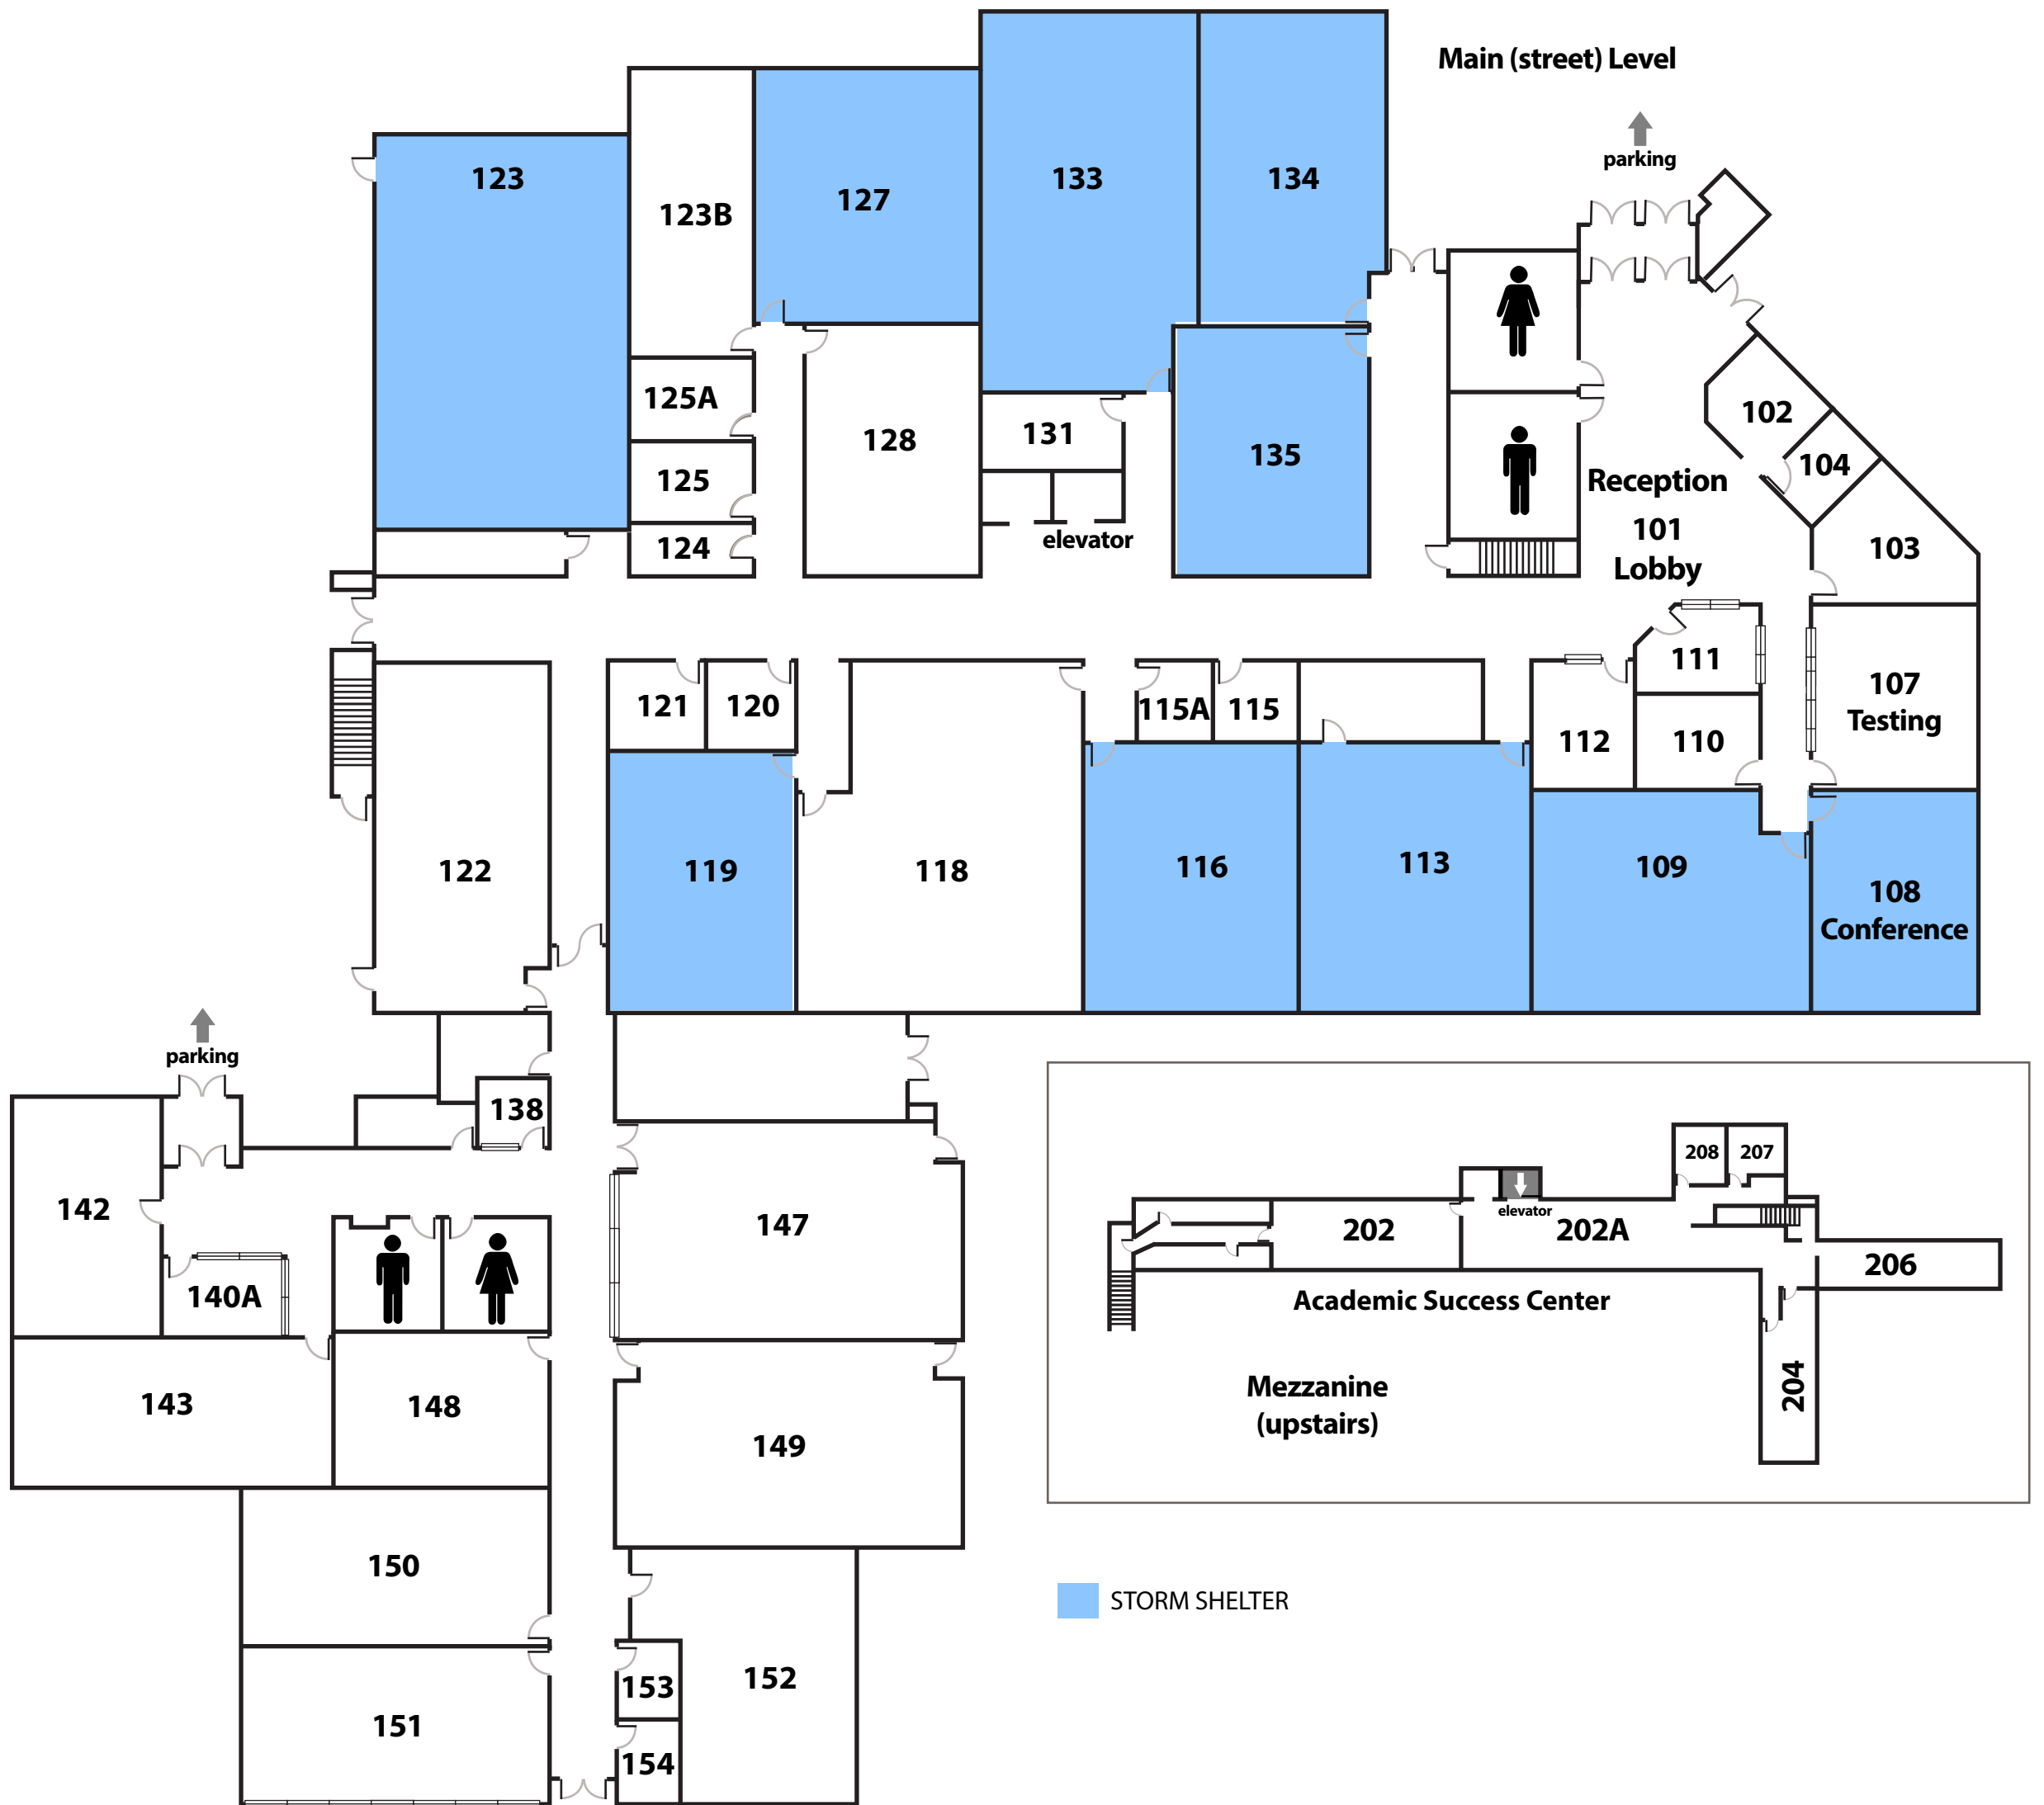 Main (street) Level
parking
123
123B
127
133
134
125A
125
124
128
131
elevator
135
102
104
103
Reception
101
Lobby
111
107
Testing
121
120
115A
115
112
110
122
119
118
116
113
109
108
Conference
parking
138
142
140A
147
143
148
149
150
151
152
153
154
208
207
elevator
202
202A
206
Academic Success Center
204
Mezzanine
(upstairs)
STORM SHELTER